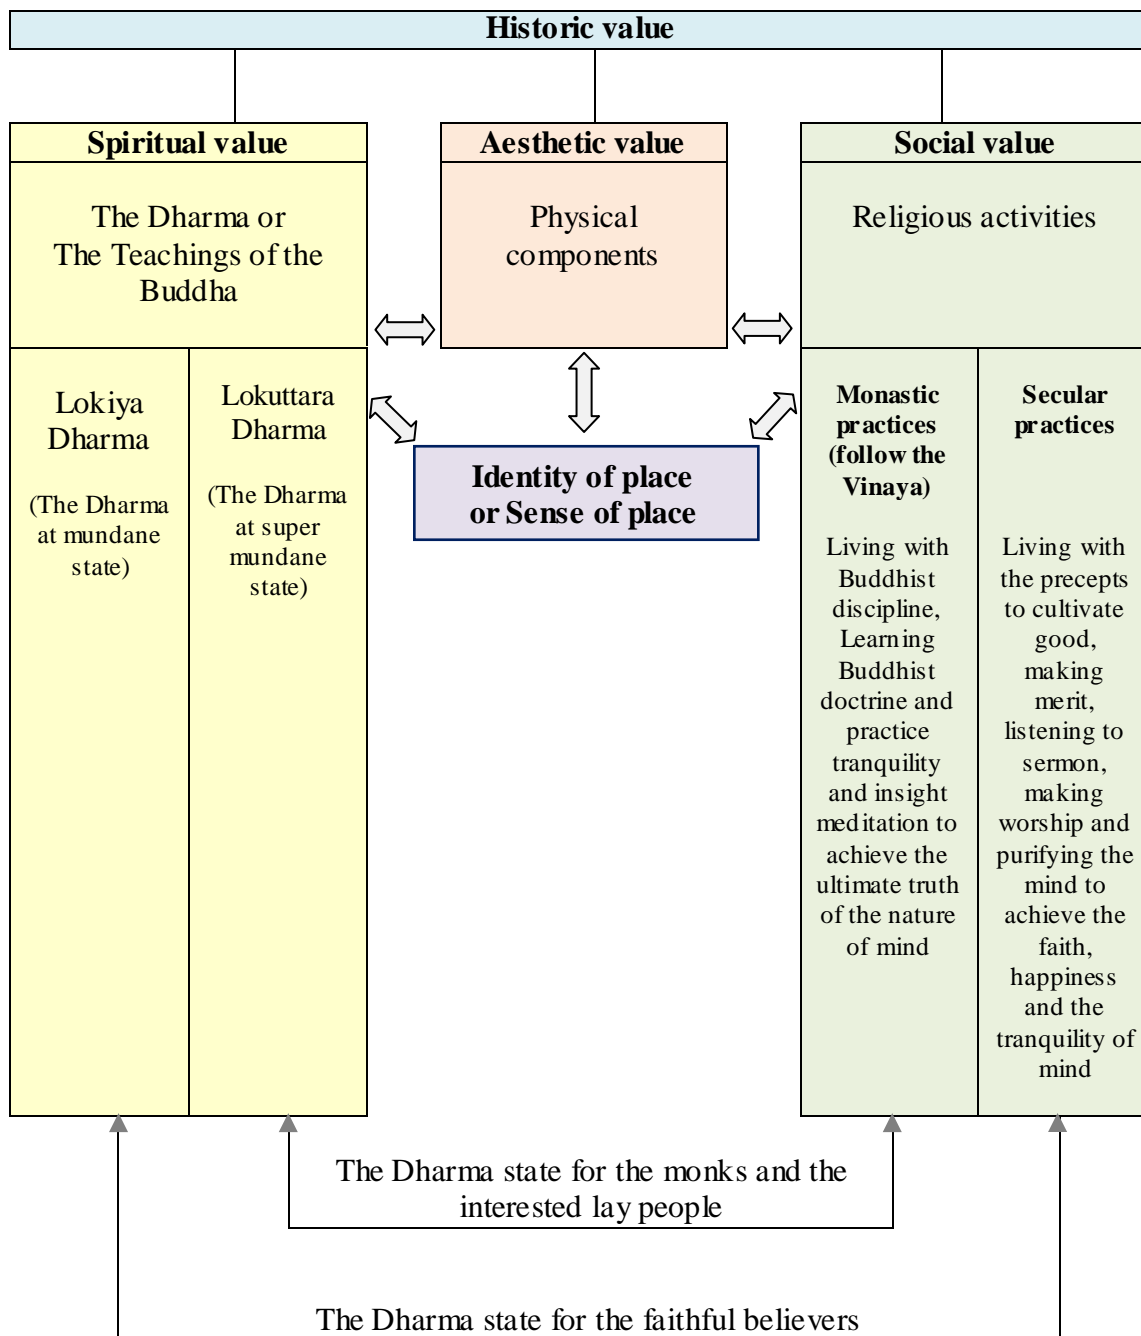 Historic value
Spiritual value
The Dharma or
The Teachings of the
Buddha
Lokiya
Dharma
(The Dharma
at mundane
state)
Lokuttara
Dharma
(The Dharma
at super
mundane
state)
Aesthetic value
Physical
components
Identity of place
or Sense of place
Social value
Religious activities
Monastic
practices
(follow the
Vinaya)
Living with
Buddhist
discipline,
Learning
Buddhist
doctrine and
practice
tranquility
and insight
meditation to
achieve the
ultimate truth
of the nature
of mind
Secular
practices
Living with
the precepts
to cultivate
good,
making
merit,
listening to
sermon,
making
worship and
purifying the
mind to
achieve the
faith,
happiness
and the
tranquility of
mind
The Dharma state for the monks and the
interested lay people
The Dharma state for the faithful believers